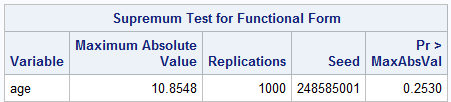 Supremum Test for Functional Form
Variable Maximum Absolute Value Replications Seed Pr > MaxAbsVal
age 10.8548 1000 248585001 0.2530